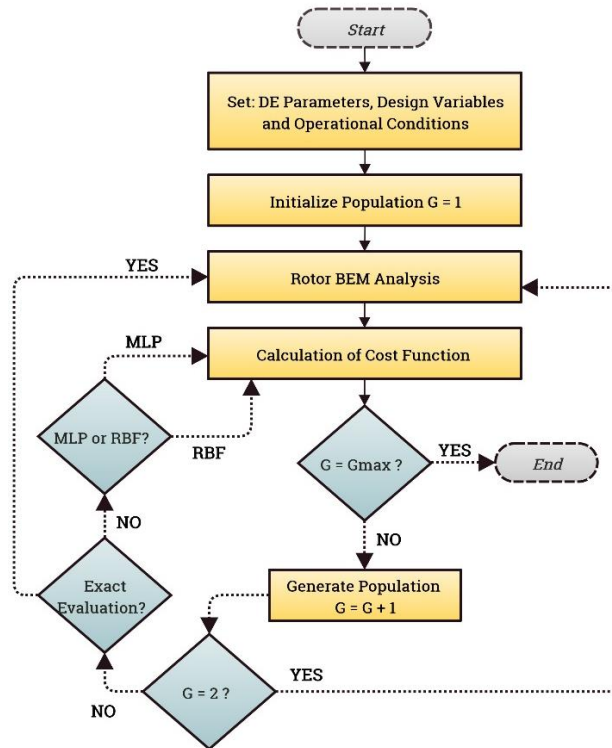 Start
Set: DE Parameters, Design Variables
and Operational Conditions
Initialize Population G = 1
YES
Rotor BEM Analysis
MLP
Calculation of Cost Function
MLP or RBF?
RBF
G = Gmax ?
YES
End
NO
NO
Exact
Evaluation?
Generate Population
G = G + 1
G = 2 ?
YES
NO